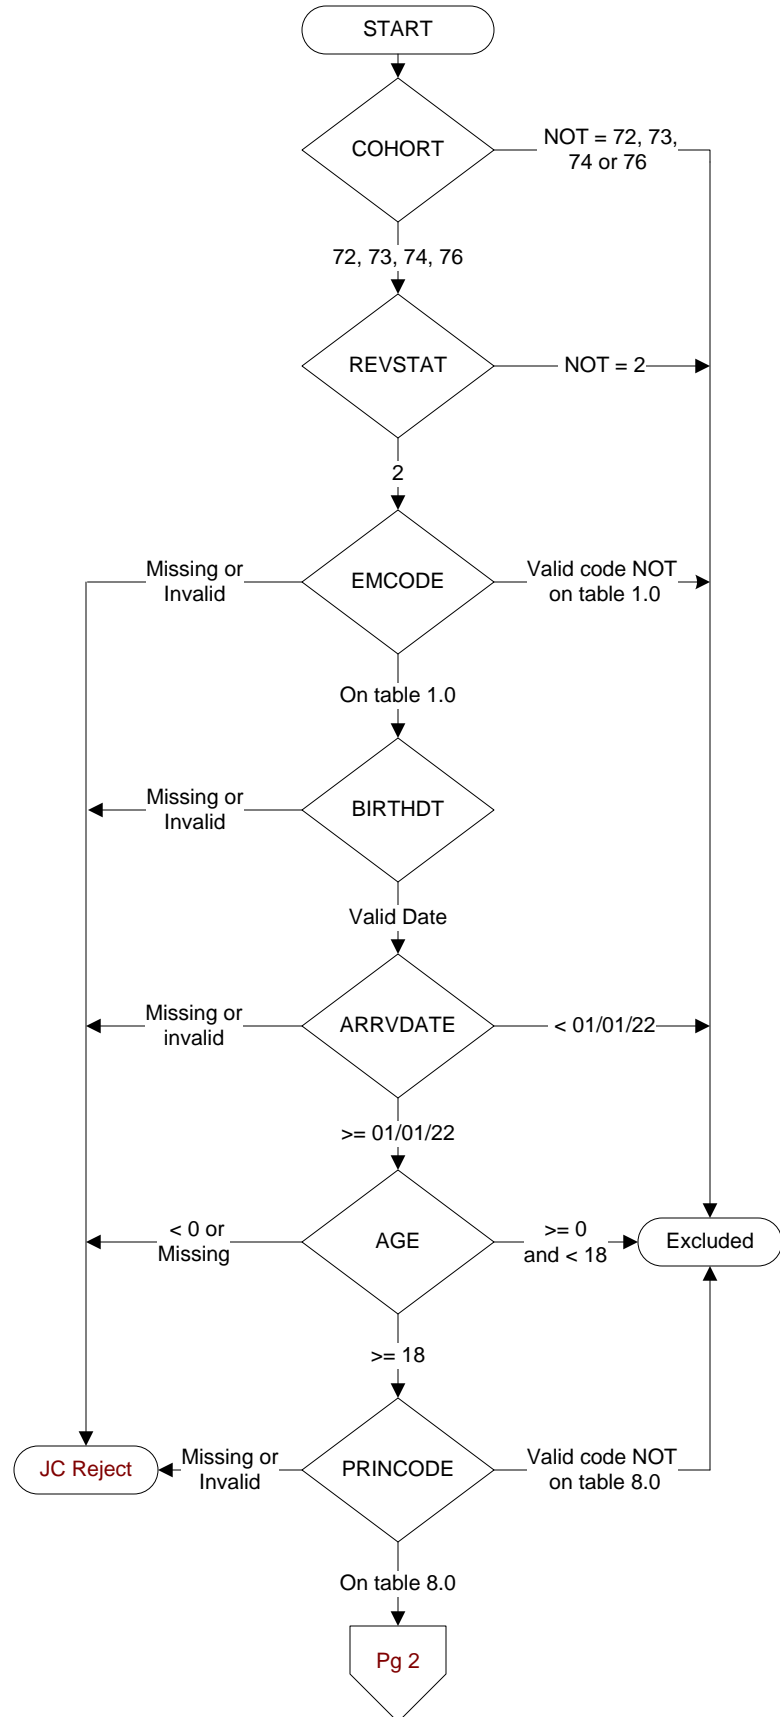 START
COHORT
NOT = 72, 73,
74 or 76
72, 73, 74, 76
REVSTAT
NOT = 2
2
Missing or
Invalid
EMCODE
Valid code NOT
on table 1.0
On table 1.0
Missing or
Invalid
BIRTHDT
Valid Date
Missing or
invalid
ARRVDATE
< 01/01/22
>= 01/01/22
< 0 or
Missing
AGE
>= 0
and < 18
Excluded
>= 18
JC Reject
Missing or
Invalid
PRINCODE
Valid code NOT
on table 8.0
On table 8.0
Pg 2